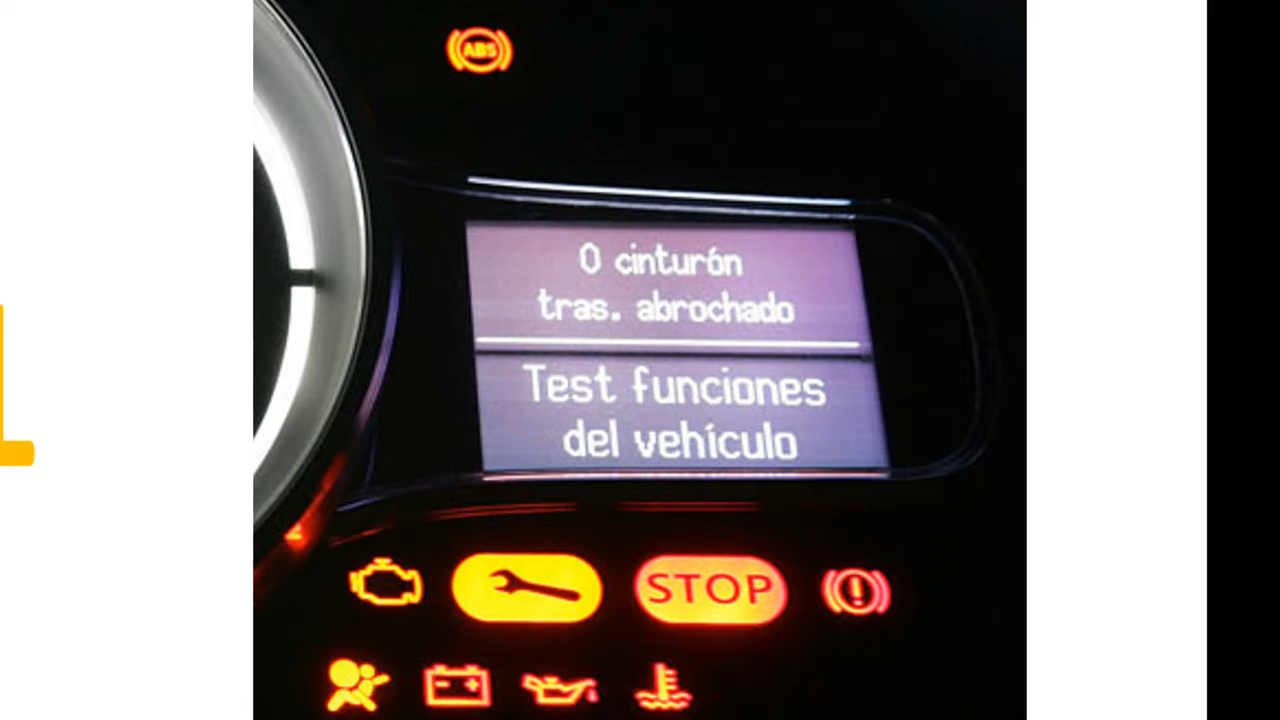 ABS
0 cinturón
tras. abrochado
Test funciones
del vehículo
STOP